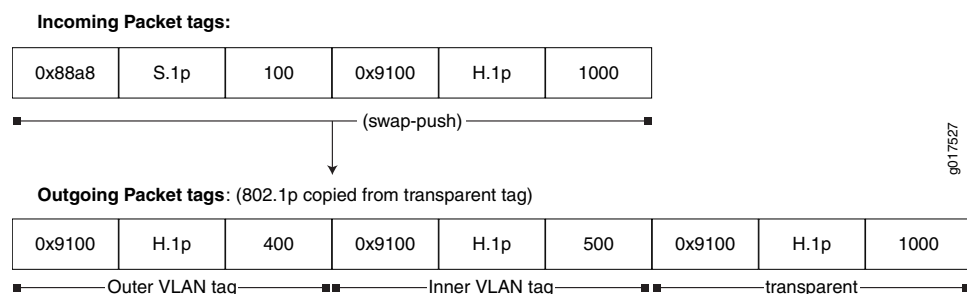 Incoming Packet tags:
0x88a8 S.1p 100 0x9100 H.1p 1000
(swap-push)
g017527
Outgoing Packet tags: (802.1p copied from transparent tag)
0x9100 H.1p 400 0x9100 H.1p 500 0x9100 H.1p 1000
Outer VLAN tag Inner VLAN tag transparent